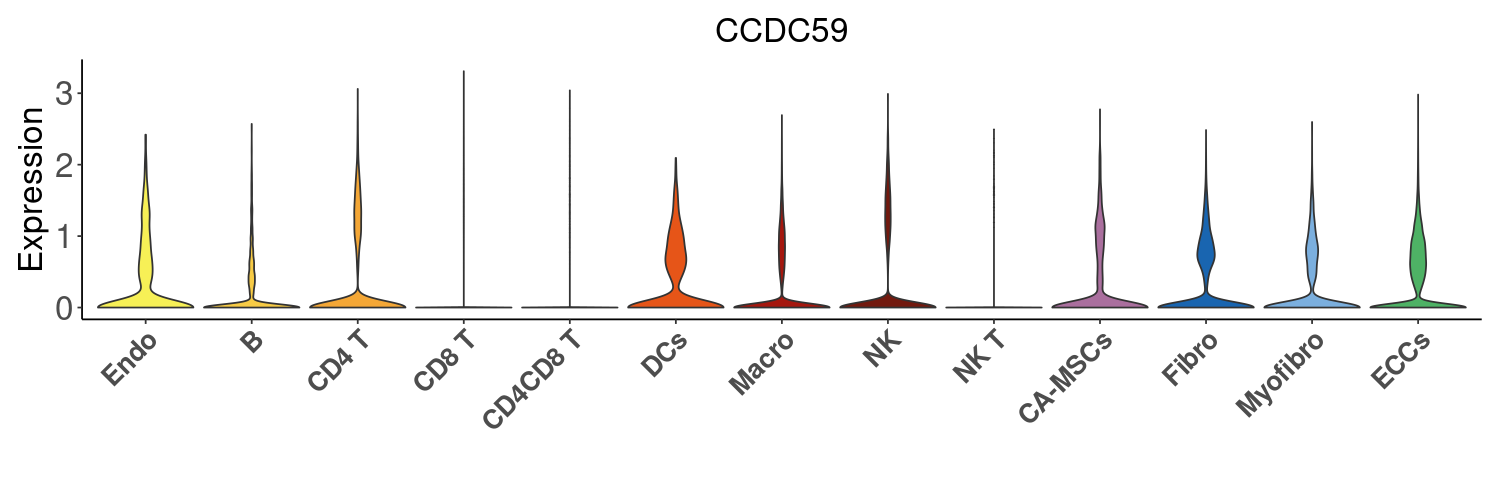 CCDC59
Expression
3
2
1
0
Endo
B
CD4 T
CD8 T
CD4CD8 T
DCs
Macro
NK
NK T
CA-MSCs
Fibro
Myofibro
ECCs